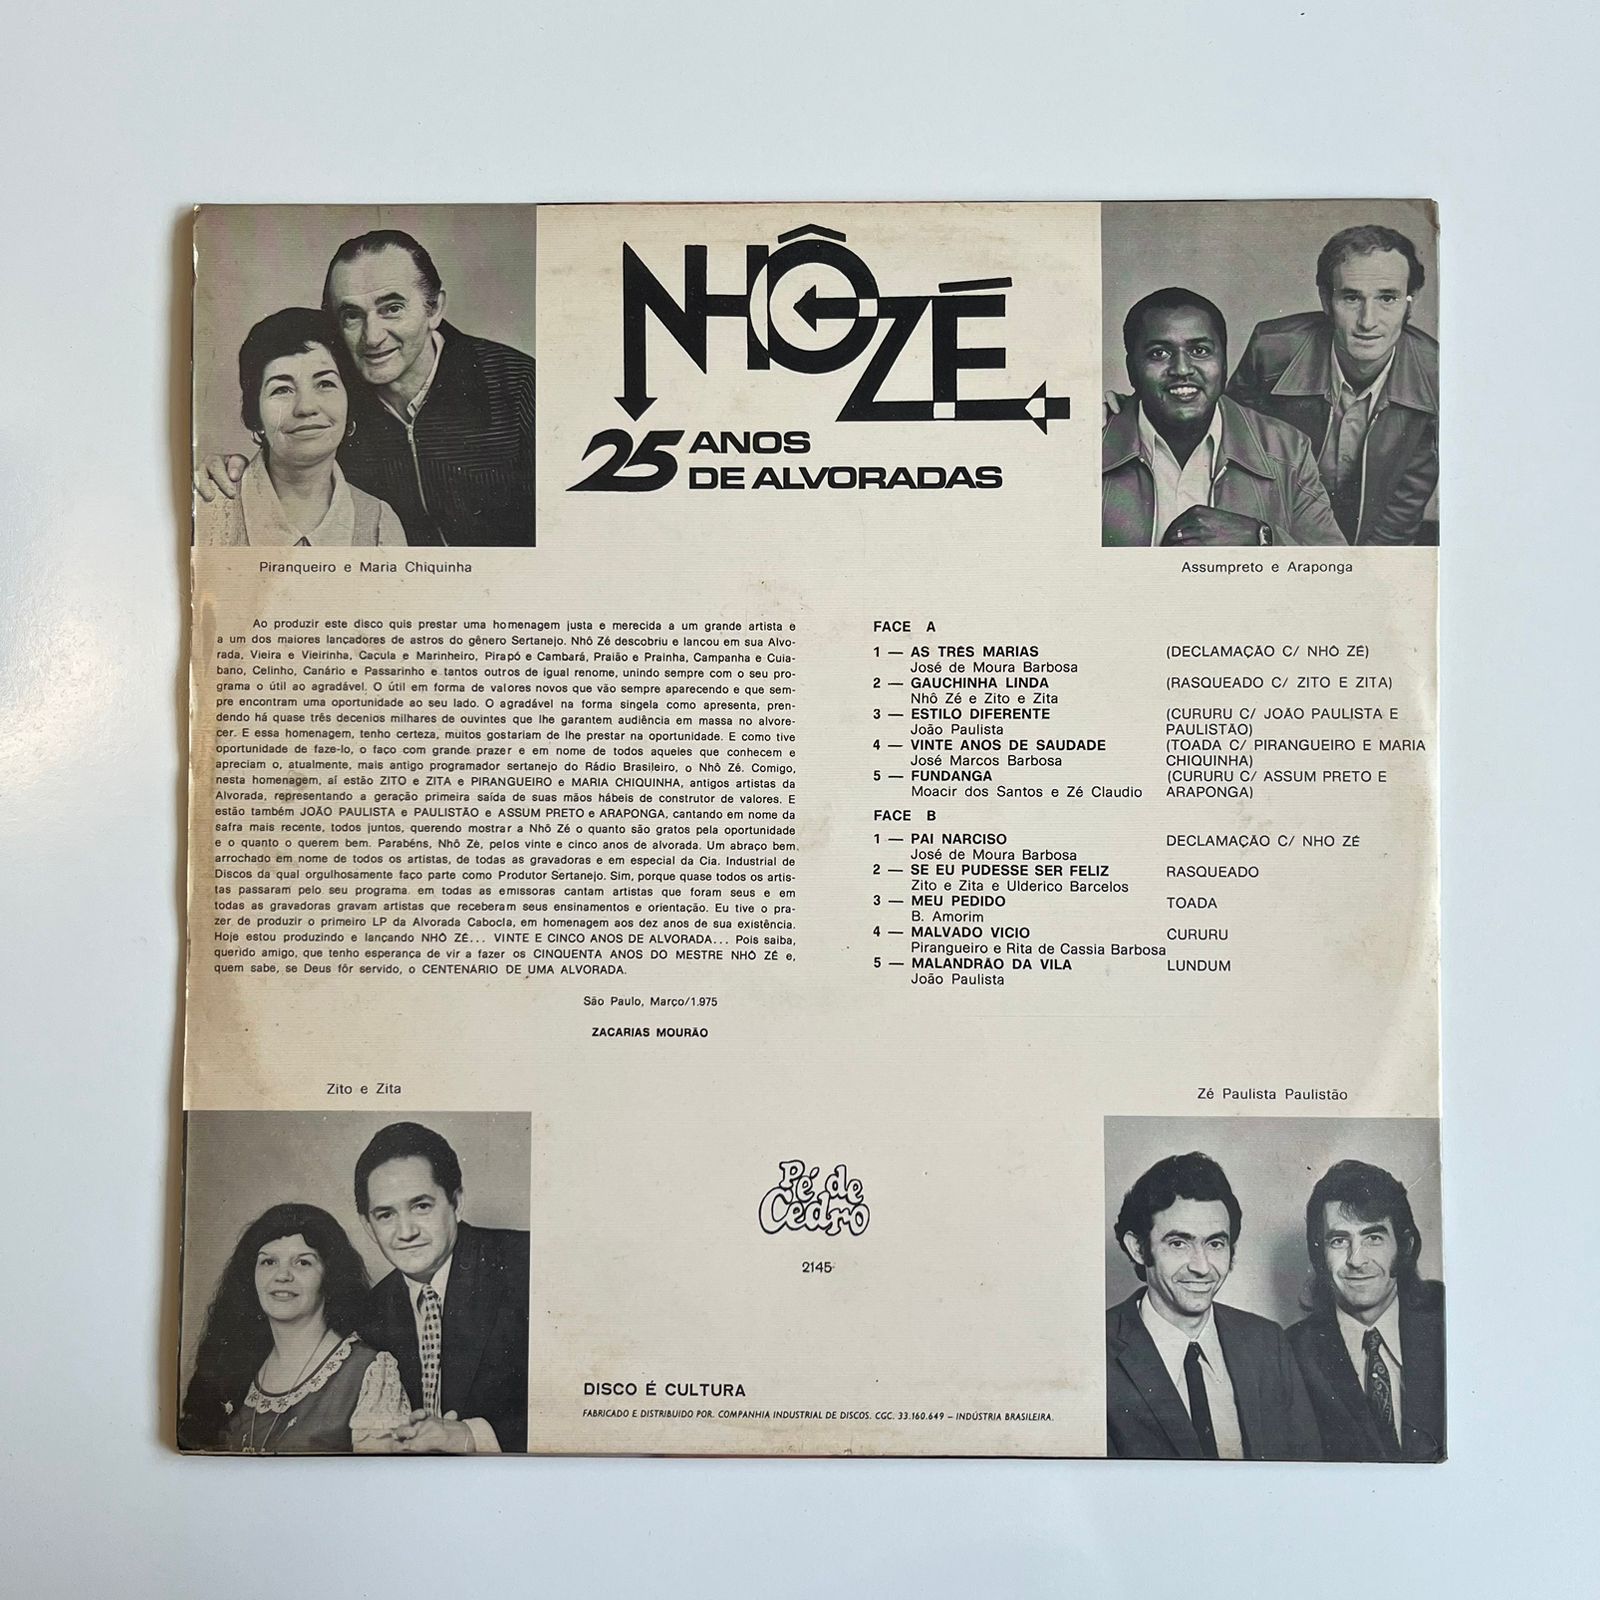 NHÔ ZÉ
25 ANOS
DE ALVORADAS
Piranqueiro e Maria Chiquinha
Assumpreto e Araponga
Ao produzir este disco quis prestar uma homenagem justa e merecida a um grande artista e
a um dos maiores lançadores de astros do gênero Sertanejo. Nhô Zé descobriu e lançou em sua Alvo-
rada, Vieira e Vieirinha, Caçula e Marinheiro, Pirapó e Cambará, Praião e Prainha, Campanha e Cuia-
bano, Celinho, Canário e Passarinho e tantos outros de igual renome, unindo sempre com o seu pro-
grama o útil ao agradável. O útil em forma de valores novos que vão sempre aparecendo e que sem-
pre encontram uma oportunidade ao seu lado. O agradável na forma singela como apresenta, pren-
dendo há quase três decenios milhares de ouvintes que lhe garantem audiência em massa no alvore-
cer. E essa homenagem, tenho certeza, muitos gostariam de lhe prestar na oportunidade. E como tive
oportunidade de faze-lo, o faço com grande prazer e em nome de todos aqueles que conhecem e
apreciam o, atualmente, mais antigo programador sertanejo do Rádio Brasileiro, o Nhô Zé. Comigo,
nesta homenagem, aí estão ZITO e ZITA e PIRANGUEIRO e MARIA CHIQUINHA, antigos artistas da
Alvorada, representando a geração primeira saída de suas mãos hábeis de construtor de valores. E
estão também JOÃO PAULISTA e PAULISTÃO e ASSUM PRETO e ARAPONGA, cantando em nome da
safra mais recente, todos juntos, querendo mostrar a Nhô Zé o quanto são gratos pela oportunidade
e o quanto o querem bem. Parabéns, Nhô Zé, pelos vinte e cinco anos de alvorada. Um abraço bem
arrochado em nome de todos os artistas, de todas as gravadoras e em especial da Cia. Industrial de
Discos da qual orgulhosamente faço parte como Produtor Sertanejo. Sim, porque quase todos os artis-
tas passaram pelo seu programa. em todas as emissoras cantam artistas que foram seus e em
todas as gravadoras gravam artistas que receberam seus ensinamentos e orientação. Eu tive o pra-
zer de produzir o primeiro LP da Alvorada Cabocla, em homenagem aos dez anos de sua existência.
Hoje estou produzindo e lançando NHÔ ZÉ... VINTE E CINCO ANOS DE ALVORADA... Pois saiba,
querido amigo, que tenho esperança de vir a fazer os CINQUENTA ANOS DO MESTRE NHÔ ZÉ e,
quem sabe, se Deus fôr servido, o CENTENÁRIO DE UMA ALVORADA.
São Paulo, Março/1.975
ZACARIAS MOURÃO
FACE A
1 — AS TRÊS MARIAS (DECLAMAÇÃO C/ NHÔ ZÉ)
José de Moura Barbosa
2 — GAUCHINHA LINDA (RASQUEADO C/ ZITO E ZITA)
Nhô Zé e Zito e Zita
3 — ESTILO DIFERENTE (CURURU C/ JOÃO PAULISTA E
João Paulista PAULISTÃO)
4 — VINTE ANOS DE SAUDADE (TOADA C/ PIRANGUEIRO E MARIA
José Marcos Barbosa CHIQUINHA)
5 — FUNDANGA (CURURU C/ ASSUM PRETO E
Moacir dos Santos e Zé Claudio ARAPONGA)
FACE B
1 — PAI NARCISO DECLAMAÇÃO C/ NHO ZÉ
José de Moura Barbosa
2 — SE EU PUDESSE SER FELIZ RASQUEADO
Zito e Zita e Ulderico Barcelos
3 — MEU PEDIDO TOADA
B. Amorim
4 — MALVADO VICIO CURURU
Pirangueiro e Rita de Cassia Barbosa
5 — MALANDRÃO DA VILA LUNDUM
João Paulista
Zito e Zita
Zé Paulista Paulistão
Pé de
Cedro
2145
DISCO É CULTURA
FABRICADO E DISTRIBUIDO POR. COMPANHIA INDUSTRIAL DE DISCOS. CGC. 33.160.649 – INDÚSTRIA BRASILEIRA.